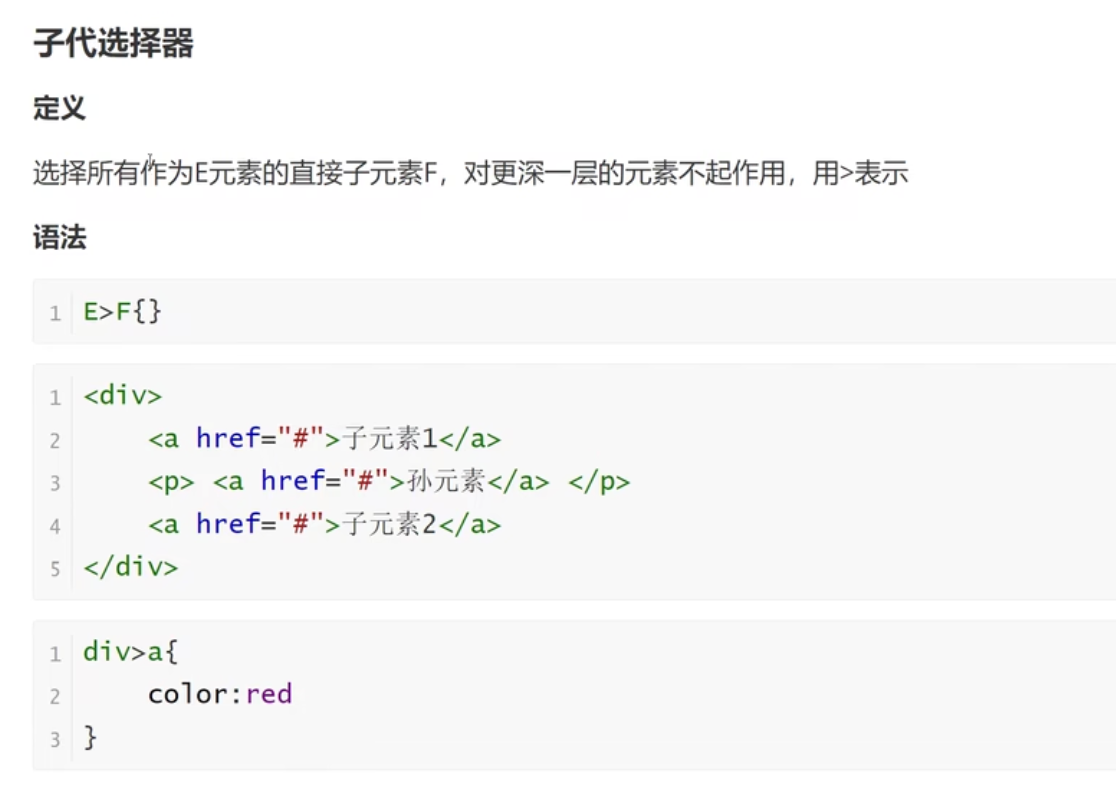 子代选择器
定义
选择所有作为E元素的直接子元素F，对更深一层的元素不起作用，用>表示
语法
1 E>F{}
1 <div>
2     <a href="#">子元素1</a>
3     <p> <a href="#">孙元素</a> </p>
4     <a href="#">子元素2</a>
5 </div>
1 div>a{
2     color:red
3 }